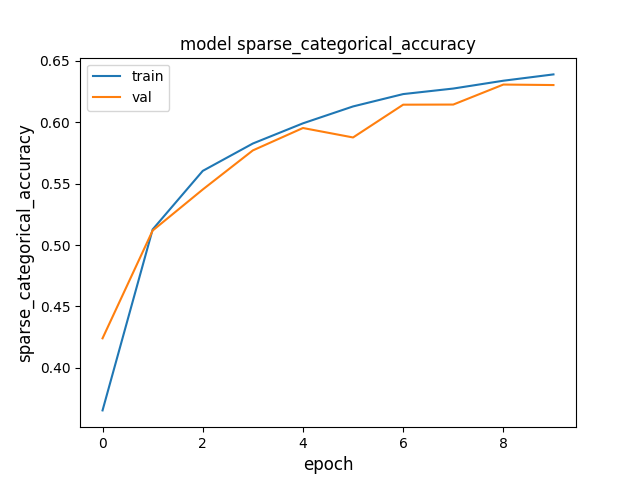 model sparse_categorical_accuracy
train
val
sparse_categorical_accuracy
0.65
0.60
0.55
0.50
0.45
0.40
0 2 4 6 8
epoch